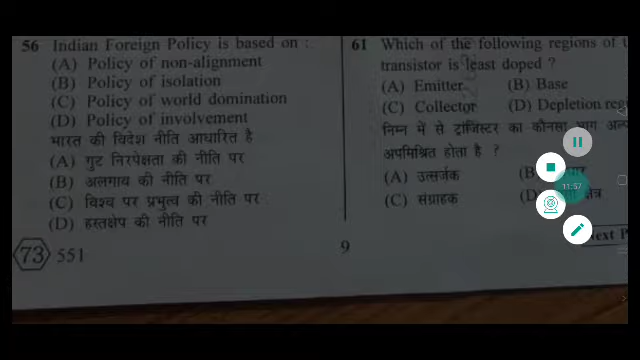 56 Indian Foreign Policy is based on :
(A) Policy of non-alignment
(B) Policy of isolation
(C) Policy of world domination
(D) Policy of involvement
भारत की विदेश नीति आधारित है
(A) गुट निरपेक्षता की नीति पर
(B) अलगाव की नीति पर
(C) विश्व पर प्रभुत्व की नीति पर
(D) हस्तक्षेप की नीति पर
73 551
9
61 Which of the following regions of
transistor is least doped ?
(A) Emitter (B) Base
(C) Collector (D) Depletion
निम्न में से ट्रांजिस्टर का कौनसा भाग
अपमिश्रित होता है ?
(A) उत्सर्जक
(C) संग्राहक (D)
11:57